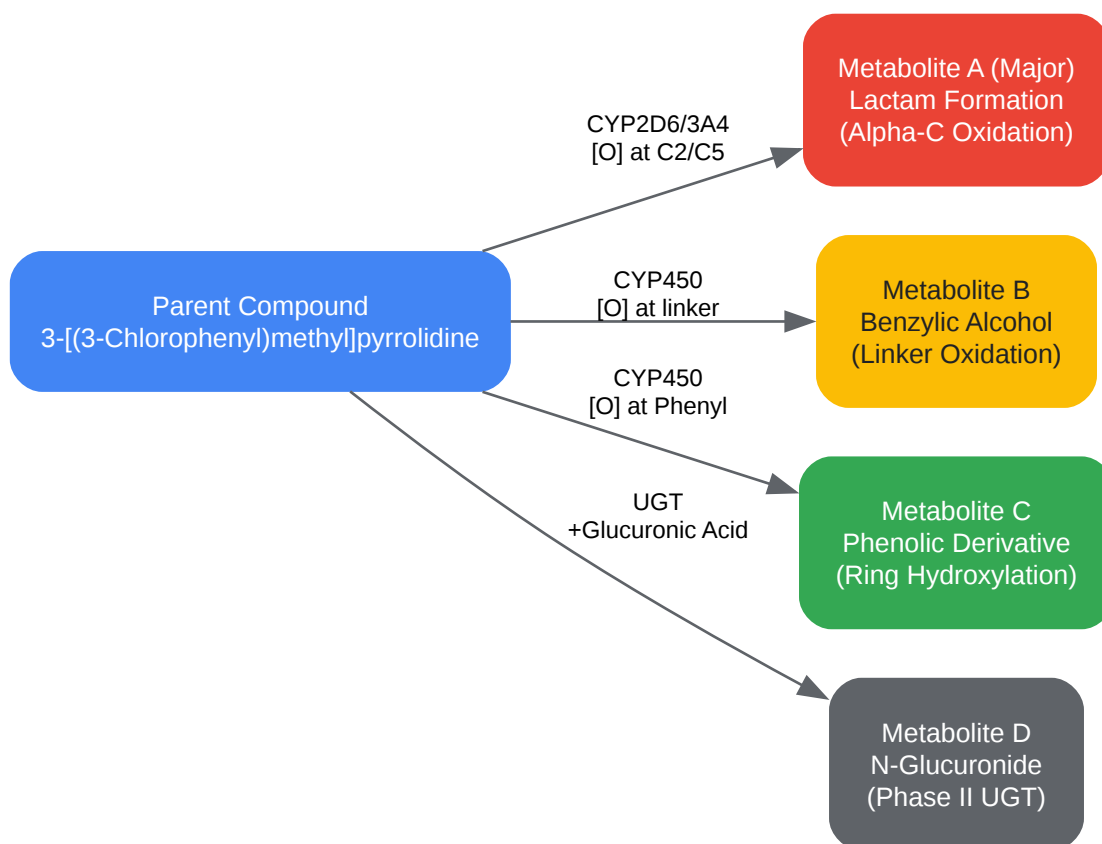 Metabolite A (Major)
Lactam Formation
(Alpha-C Oxidation)
CYP2D6/3A4
[O] at C2/C5
Parent Compound
3-[(3-Chlorophenyl)methyl]pyrrolidine
CYP450
[O] at linker
Metabolite B
Benzylic Alcohol
(Linker Oxidation)
CYP450
[O] at Phenyl
Metabolite C
Phenolic Derivative
(Ring Hydroxylation)
UGT
+Glucuronic Acid
Metabolite D
N-Glucuronide
(Phase II UGT)